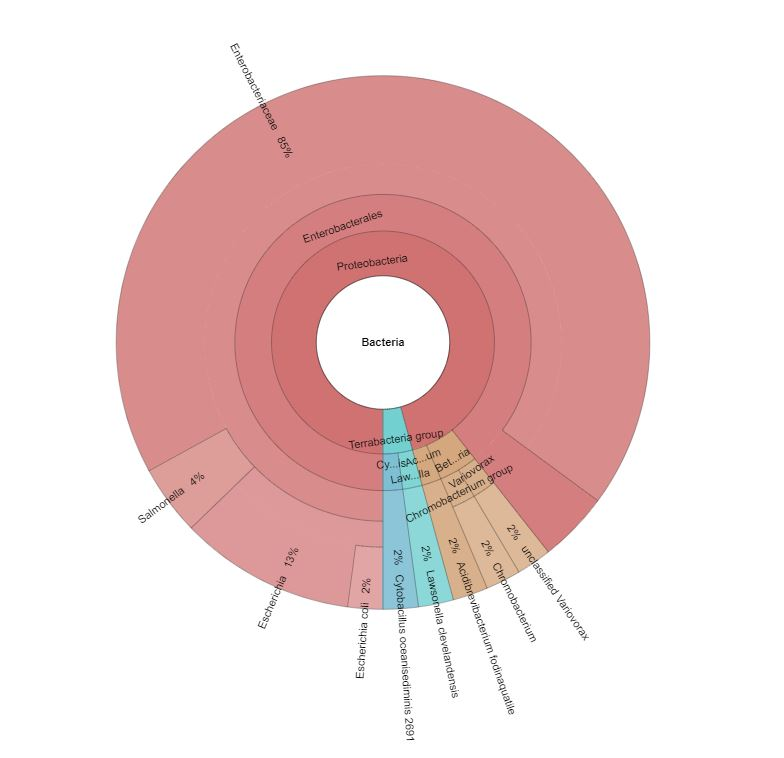 Enterobacteriaceae 85%
Enterobacterales
Proteobacteria
Bacteria
Terrabacteria group
Cy...is
Ac...um
Law...lla
Bet...ria
Variovorax
Chromobacterium group
Salmonella 4%
Escherichia 13%
Escherichia coli 2%
2% Cytobacillus oceanisediminis 2691
2% Lawsonella clevelandensis
2% Acidibrevibacterium fodinaquatile
2% Chromobacterium
2% unclassified Variovorax